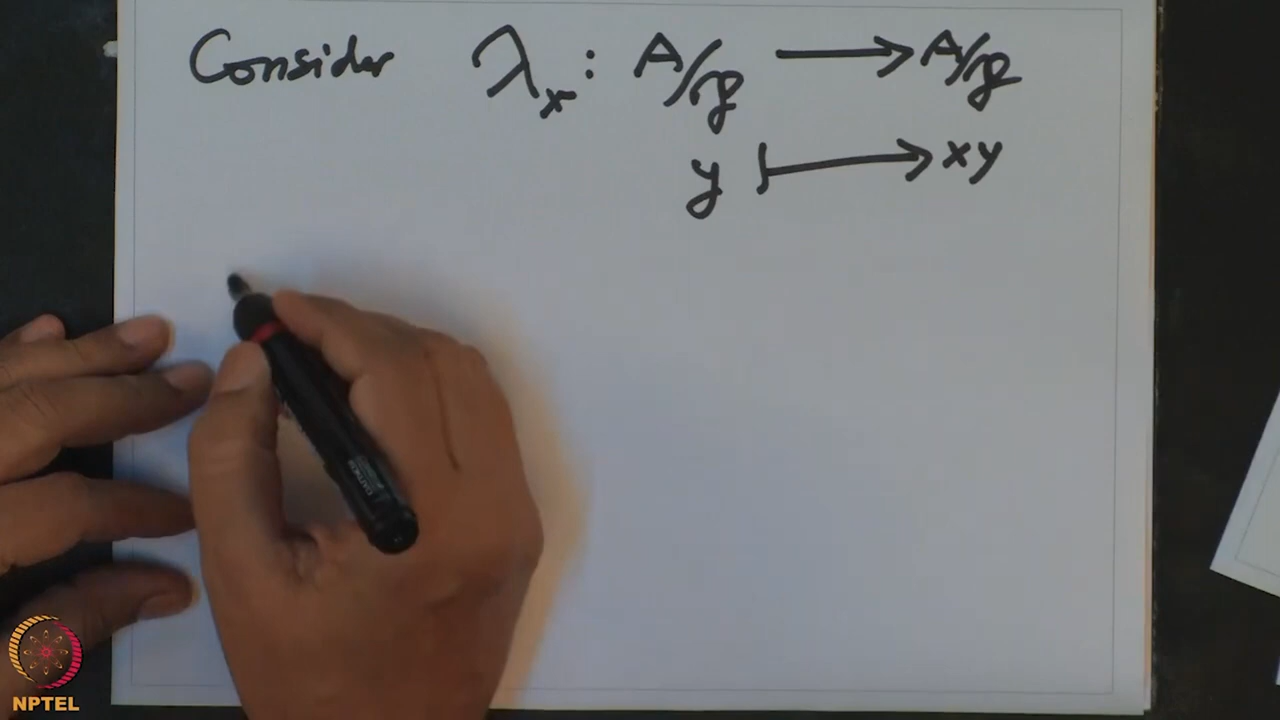 Consider λₓ : A/𝔭 ⟶ A/𝔭
y ⟼ xy
NPTEL